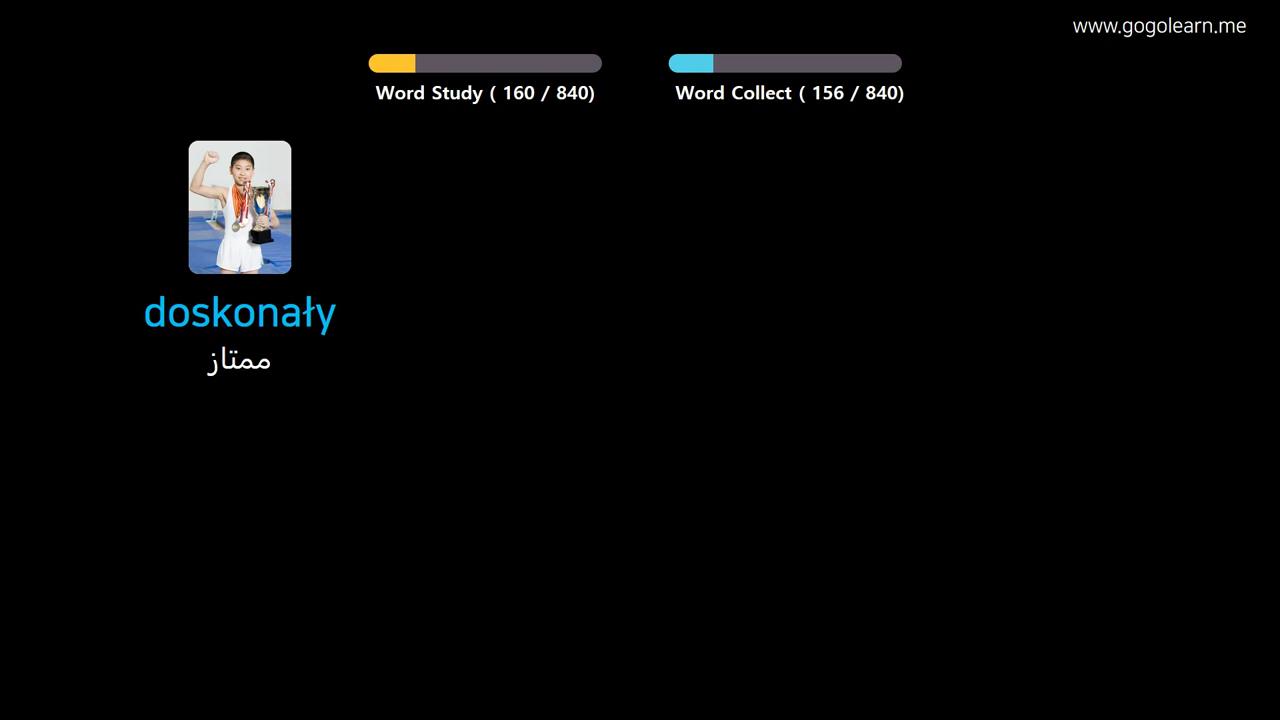 www.gogolearn.me
Word Study ( 160 / 840)
Word Collect ( 156 / 840)
doskonały
ممتاز